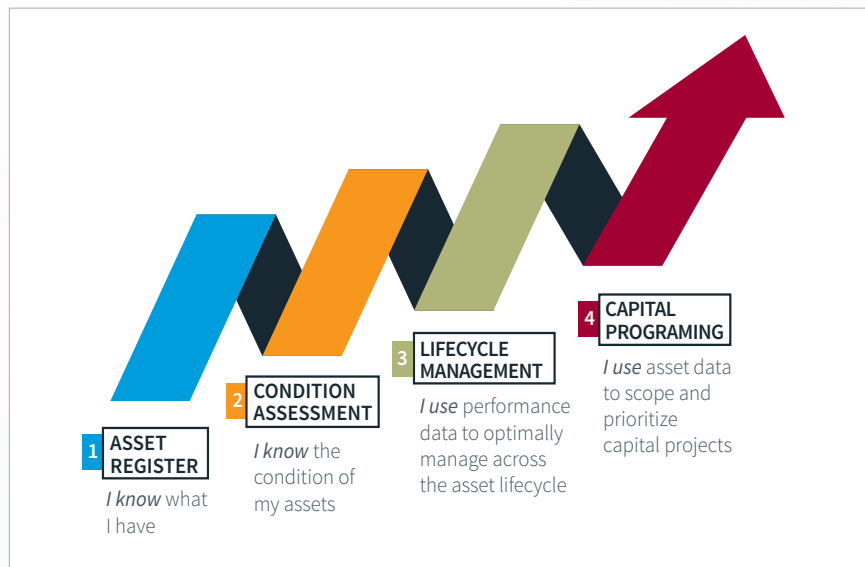 1
ASSET
REGISTER
I know what
I have
2
CONDITION
ASSESSMENT
I know the
condition of
my assets
3
LIFECYCLE
MANAGEMENT
I use performance
data to optimally
manage across
the asset lifecycle
4
CAPITAL
PROGRAMING
I use asset data
to scope and
prioritize
capital projects